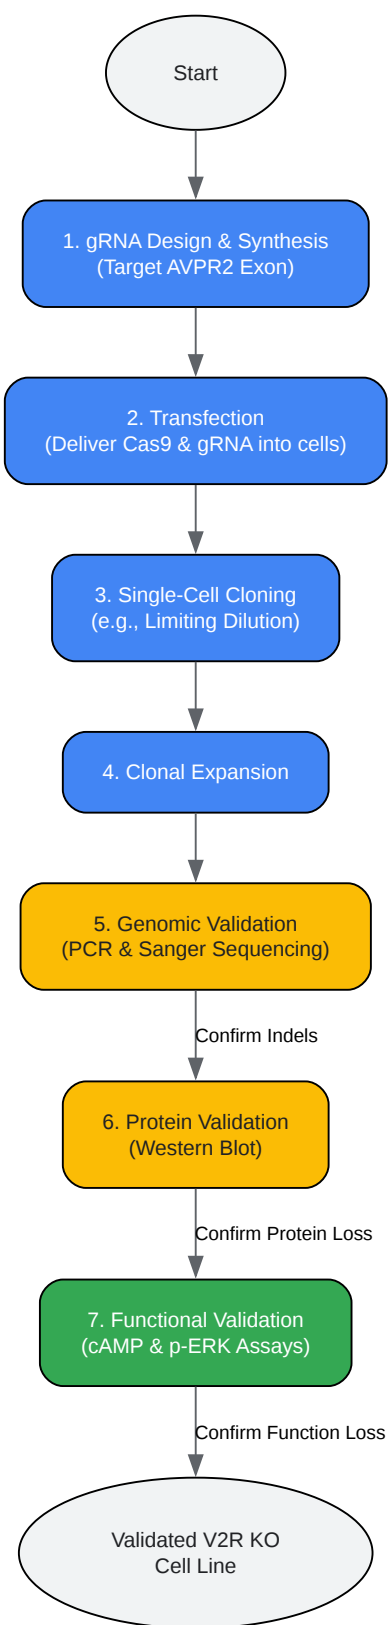 Start
1. gRNA Design & Synthesis
(Target AVPR2 Exon)
2. Transfection
(Deliver Cas9 & gRNA into cells)
3. Single-Cell Cloning
(e.g., Limiting Dilution)
4. Clonal Expansion
5. Genomic Validation
(PCR & Sanger Sequencing)
Confirm Indels
6. Protein Validation
(Western Blot)
Confirm Protein Loss
7. Functional Validation
(cAMP & p-ERK Assays)
Confirm Function Loss
Validated V2R KO
Cell Line